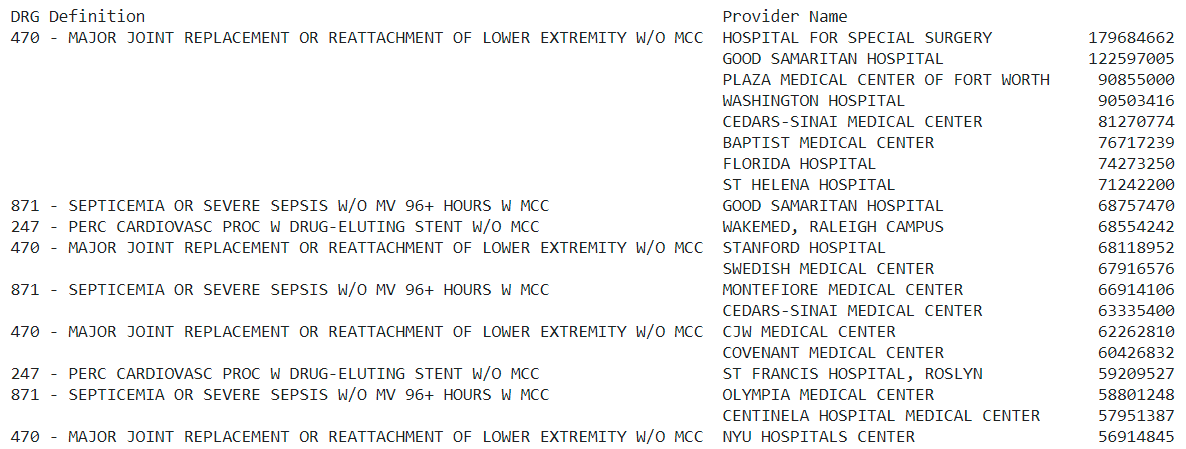 DRG Definition Provider Name
470 - MAJOR JOINT REPLACEMENT OR REATTACHMENT OF LOWER EXTREMITY W/O MCC HOSPITAL FOR SPECIAL SURGERY 179684662
GOOD SAMARITAN HOSPITAL 122597005
PLAZA MEDICAL CENTER OF FORT WORTH 90855000
WASHINGTON HOSPITAL 90503416
CEDARS-SINAI MEDICAL CENTER 81270774
BAPTIST MEDICAL CENTER 76717239
FLORIDA HOSPITAL 74273250
ST HELENA HOSPITAL 71242200
871 - SEPTICEMIA OR SEVERE SEPSIS W/O MV 96+ HOURS W MCC GOOD SAMARITAN HOSPITAL 68757470
247 - PERC CARDIOVASC PROC W DRUG-ELUTING STENT W/O MCC WAKEMED, RALEIGH CAMPUS 68554242
470 - MAJOR JOINT REPLACEMENT OR REATTACHMENT OF LOWER EXTREMITY W/O MCC STANFORD HOSPITAL 68118952
SWEDISH MEDICAL CENTER 67916576
871 - SEPTICEMIA OR SEVERE SEPSIS W/O MV 96+ HOURS W MCC MONTEFIORE MEDICAL CENTER 66914106
CEDARS-SINAI MEDICAL CENTER 63335400
470 - MAJOR JOINT REPLACEMENT OR REATTACHMENT OF LOWER EXTREMITY W/O MCC CJW MEDICAL CENTER 62262810
COVENANT MEDICAL CENTER 60426832
247 - PERC CARDIOVASC PROC W DRUG-ELUTING STENT W/O MCC ST FRANCIS HOSPITAL, ROSLYN 59209527
871 - SEPTICEMIA OR SEVERE SEPSIS W/O MV 96+ HOURS W MCC OLYMPIA MEDICAL CENTER 58801248
CENTINELA HOSPITAL MEDICAL CENTER 57951387
470 - MAJOR JOINT REPLACEMENT OR REATTACHMENT OF LOWER EXTREMITY W/O MCC NYU HOSPITALS CENTER 56914845